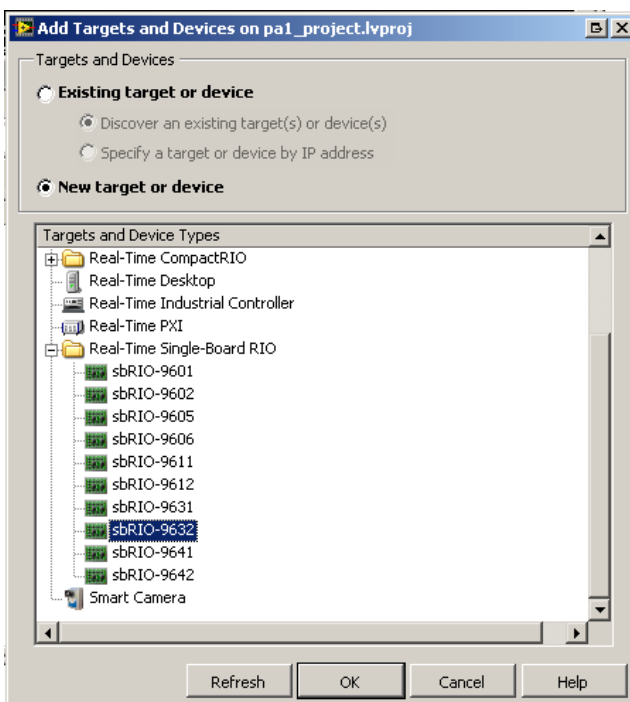 Add Targets and Devices on pa1_project.lvproj
Targets and Devices
Existing target or device
Discover an existing target(s) or device(s)
Specify a target or device by IP address
New target or device
Targets and Device Types
Real-Time CompactRIO
Real-Time Desktop
Real-Time Industrial Controller
Real-Time PXI
Real-Time Single-Board RIO
sbRIO-9601
sbRIO-9602
sbRIO-9605
sbRIO-9606
sbRIO-9611
sbRIO-9612
sbRIO-9631
sbRIO-9632
sbRIO-9641
sbRIO-9642
Smart Camera
Refresh OK Cancel Help